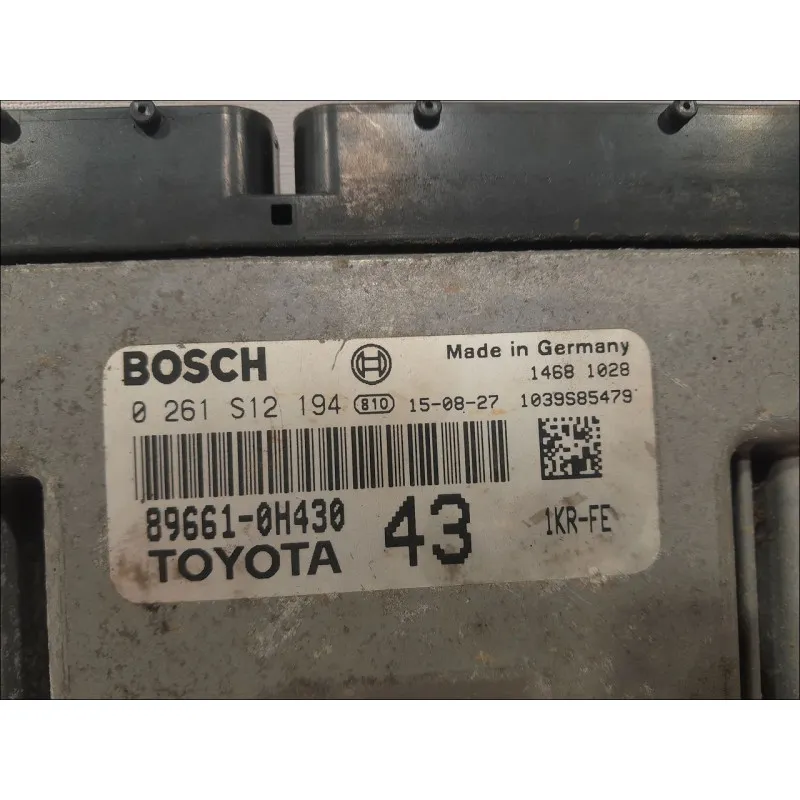 BOSCH Made in Germany
1468 1028
0 261 S12 194 810 15-08-27 1039S85479
89661-0H430 43 1KR-FE
TOYOTA